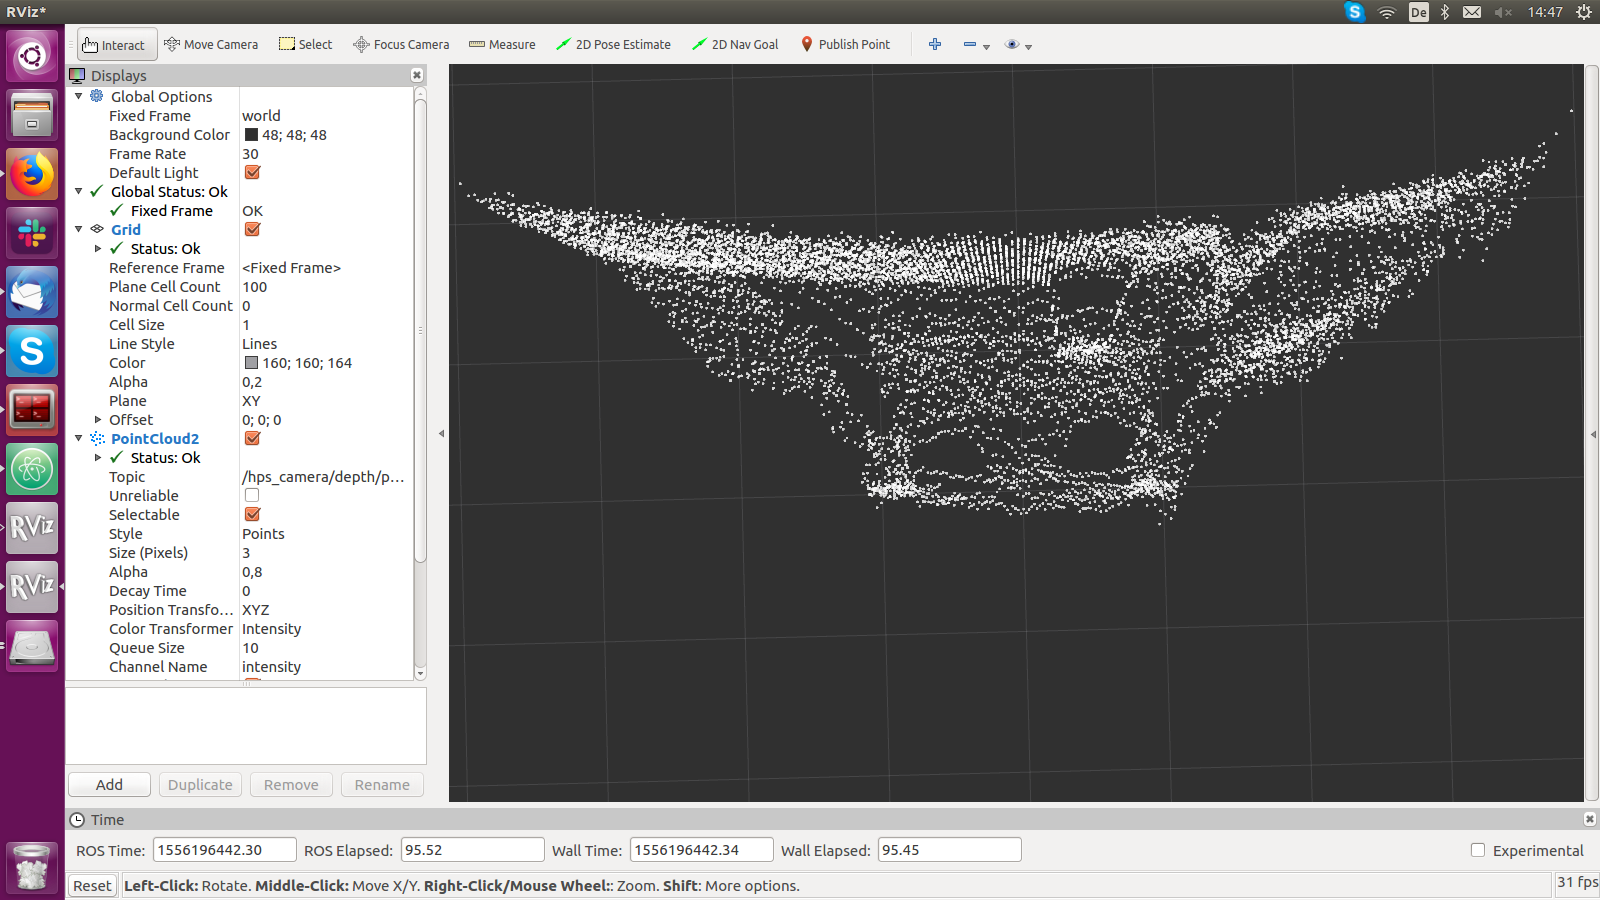 RViz*
De
14:47
Interact
Move Camera
Select
Focus Camera
Measure
2D Pose Estimate
2D Nav Goal
Publish Point
Displays
Global Options
Fixed Frame world
Background Color 48; 48; 48
Frame Rate 30
Default Light
Global Status: Ok
Fixed Frame OK
Grid
Status: Ok
Reference Frame <Fixed Frame>
Plane Cell Count 100
Normal Cell Count 0
Cell Size 1
Line Style Lines
Color 160; 160; 164
Alpha 0,2
Plane XY
Offset 0; 0; 0
PointCloud2
Status: Ok
Topic /hps_camera/depth/p…
Unreliable
Selectable
Style Points
Size (Pixels) 3
Alpha 0,8
Decay Time 0
Position Transfo… XYZ
Color Transformer Intensity
Queue Size 10
Channel Name intensity
RViz
RViz
Add
Duplicate
Remove
Rename
Time
ROS Time: 1556196442.30 ROS Elapsed: 95.52 Wall Time: 1556196442.34 Wall Elapsed: 95.45 Experimental
Reset Left-Click: Rotate. Middle-Click: Move X/Y. Right-Click/Mouse Wheel:: Zoom. Shift: More options. 31 fps